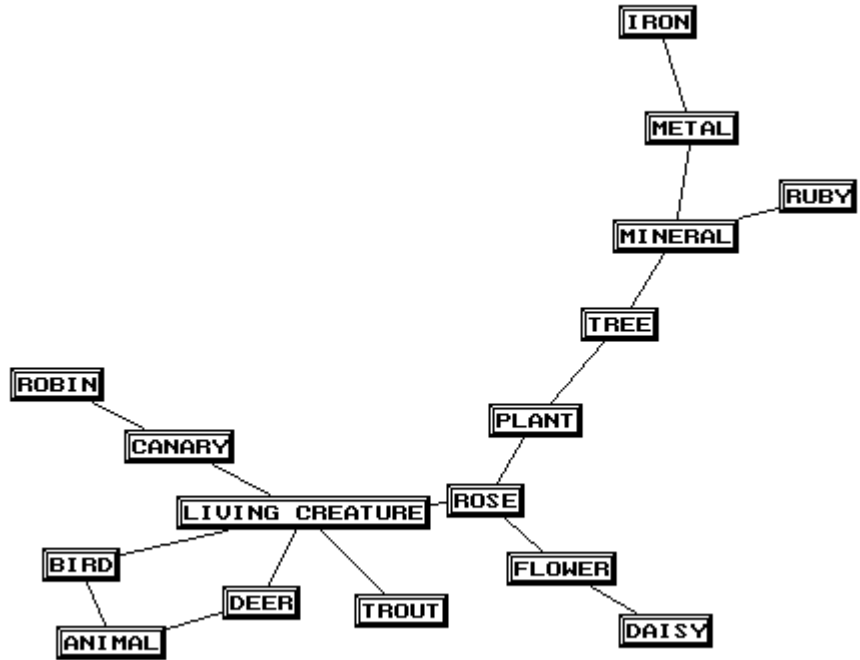 IRON
METAL
RUBY
MINERAL
TREE
ROBIN
PLANT
CANARY
ROSE
LIVING CREATURE
BIRD
FLOWER
DEER
TROUT
DAISY
ANIMAL